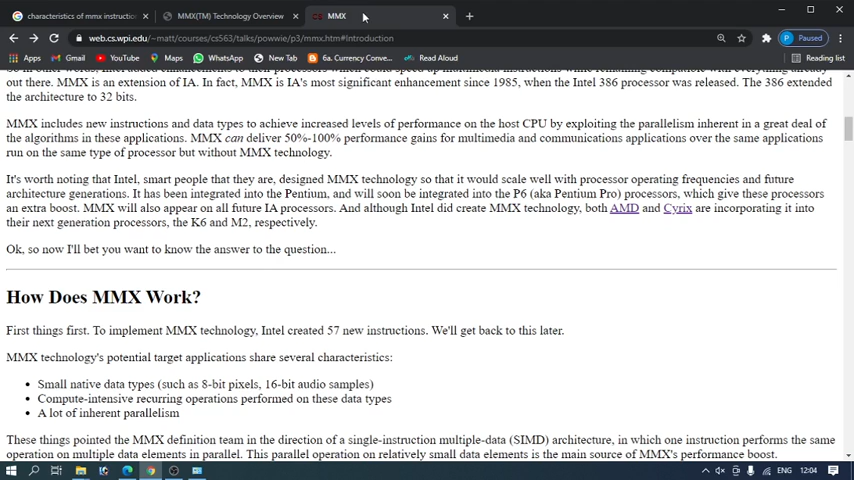 characteristics of mmx instruction
MMX(TM) Technology Overview
MMX
web.cs.wpi.edu/~matt/courses/cs563/talks/powwie/p3/mmx.htm#Introduction
Paused
Apps
Gmail
YouTube
Maps
WhatsApp
New Tab
6a. Currency Conve...
Read Aloud
Reading list
out there. MMX is an extension of IA. In fact, MMX is IA's most significant enhancement since 1985, when the Intel 386 processor was released. The 386 extended
the architecture to 32 bits.
MMX includes new instructions and data types to achieve increased levels of performance on the host CPU by exploiting the parallelism inherent in a great deal of
the algorithms in these applications. MMX can deliver 50%-100% performance gains for multimedia and communications applications over the same applications
run on the same type of processor but without MMX technology.
It's worth noting that Intel, smart people that they are, designed MMX technology so that it would scale well with processor operating frequencies and future
architecture generations. It has been integrated into the Pentium, and will soon be integrated into the P6 (aka Pentium Pro) processors, which give these processors
an extra boost. MMX will also appear on all future IA processors. And although Intel did create MMX technology, both AMD and Cyrix are incorporating it into
their next generation processors, the K6 and M2, respectively.
Ok, so now I'll bet you want to know the answer to the question...
How Does MMX Work?
First things first. To implement MMX technology, Intel created 57 new instructions. We'll get back to this later.
MMX technology's potential target applications share several characteristics:
• Small native data types (such as 8-bit pixels, 16-bit audio samples)
• Compute-intensive recurring operations performed on these data types
• A lot of inherent parallelism
These things pointed the MMX definition team in the direction of a single-instruction multiple-data (SIMD) architecture, in which one instruction performs the same
operation on multiple data elements in parallel. This parallel operation on relatively small data elements is the main source of MMX's performance boost.
ENG
12:04